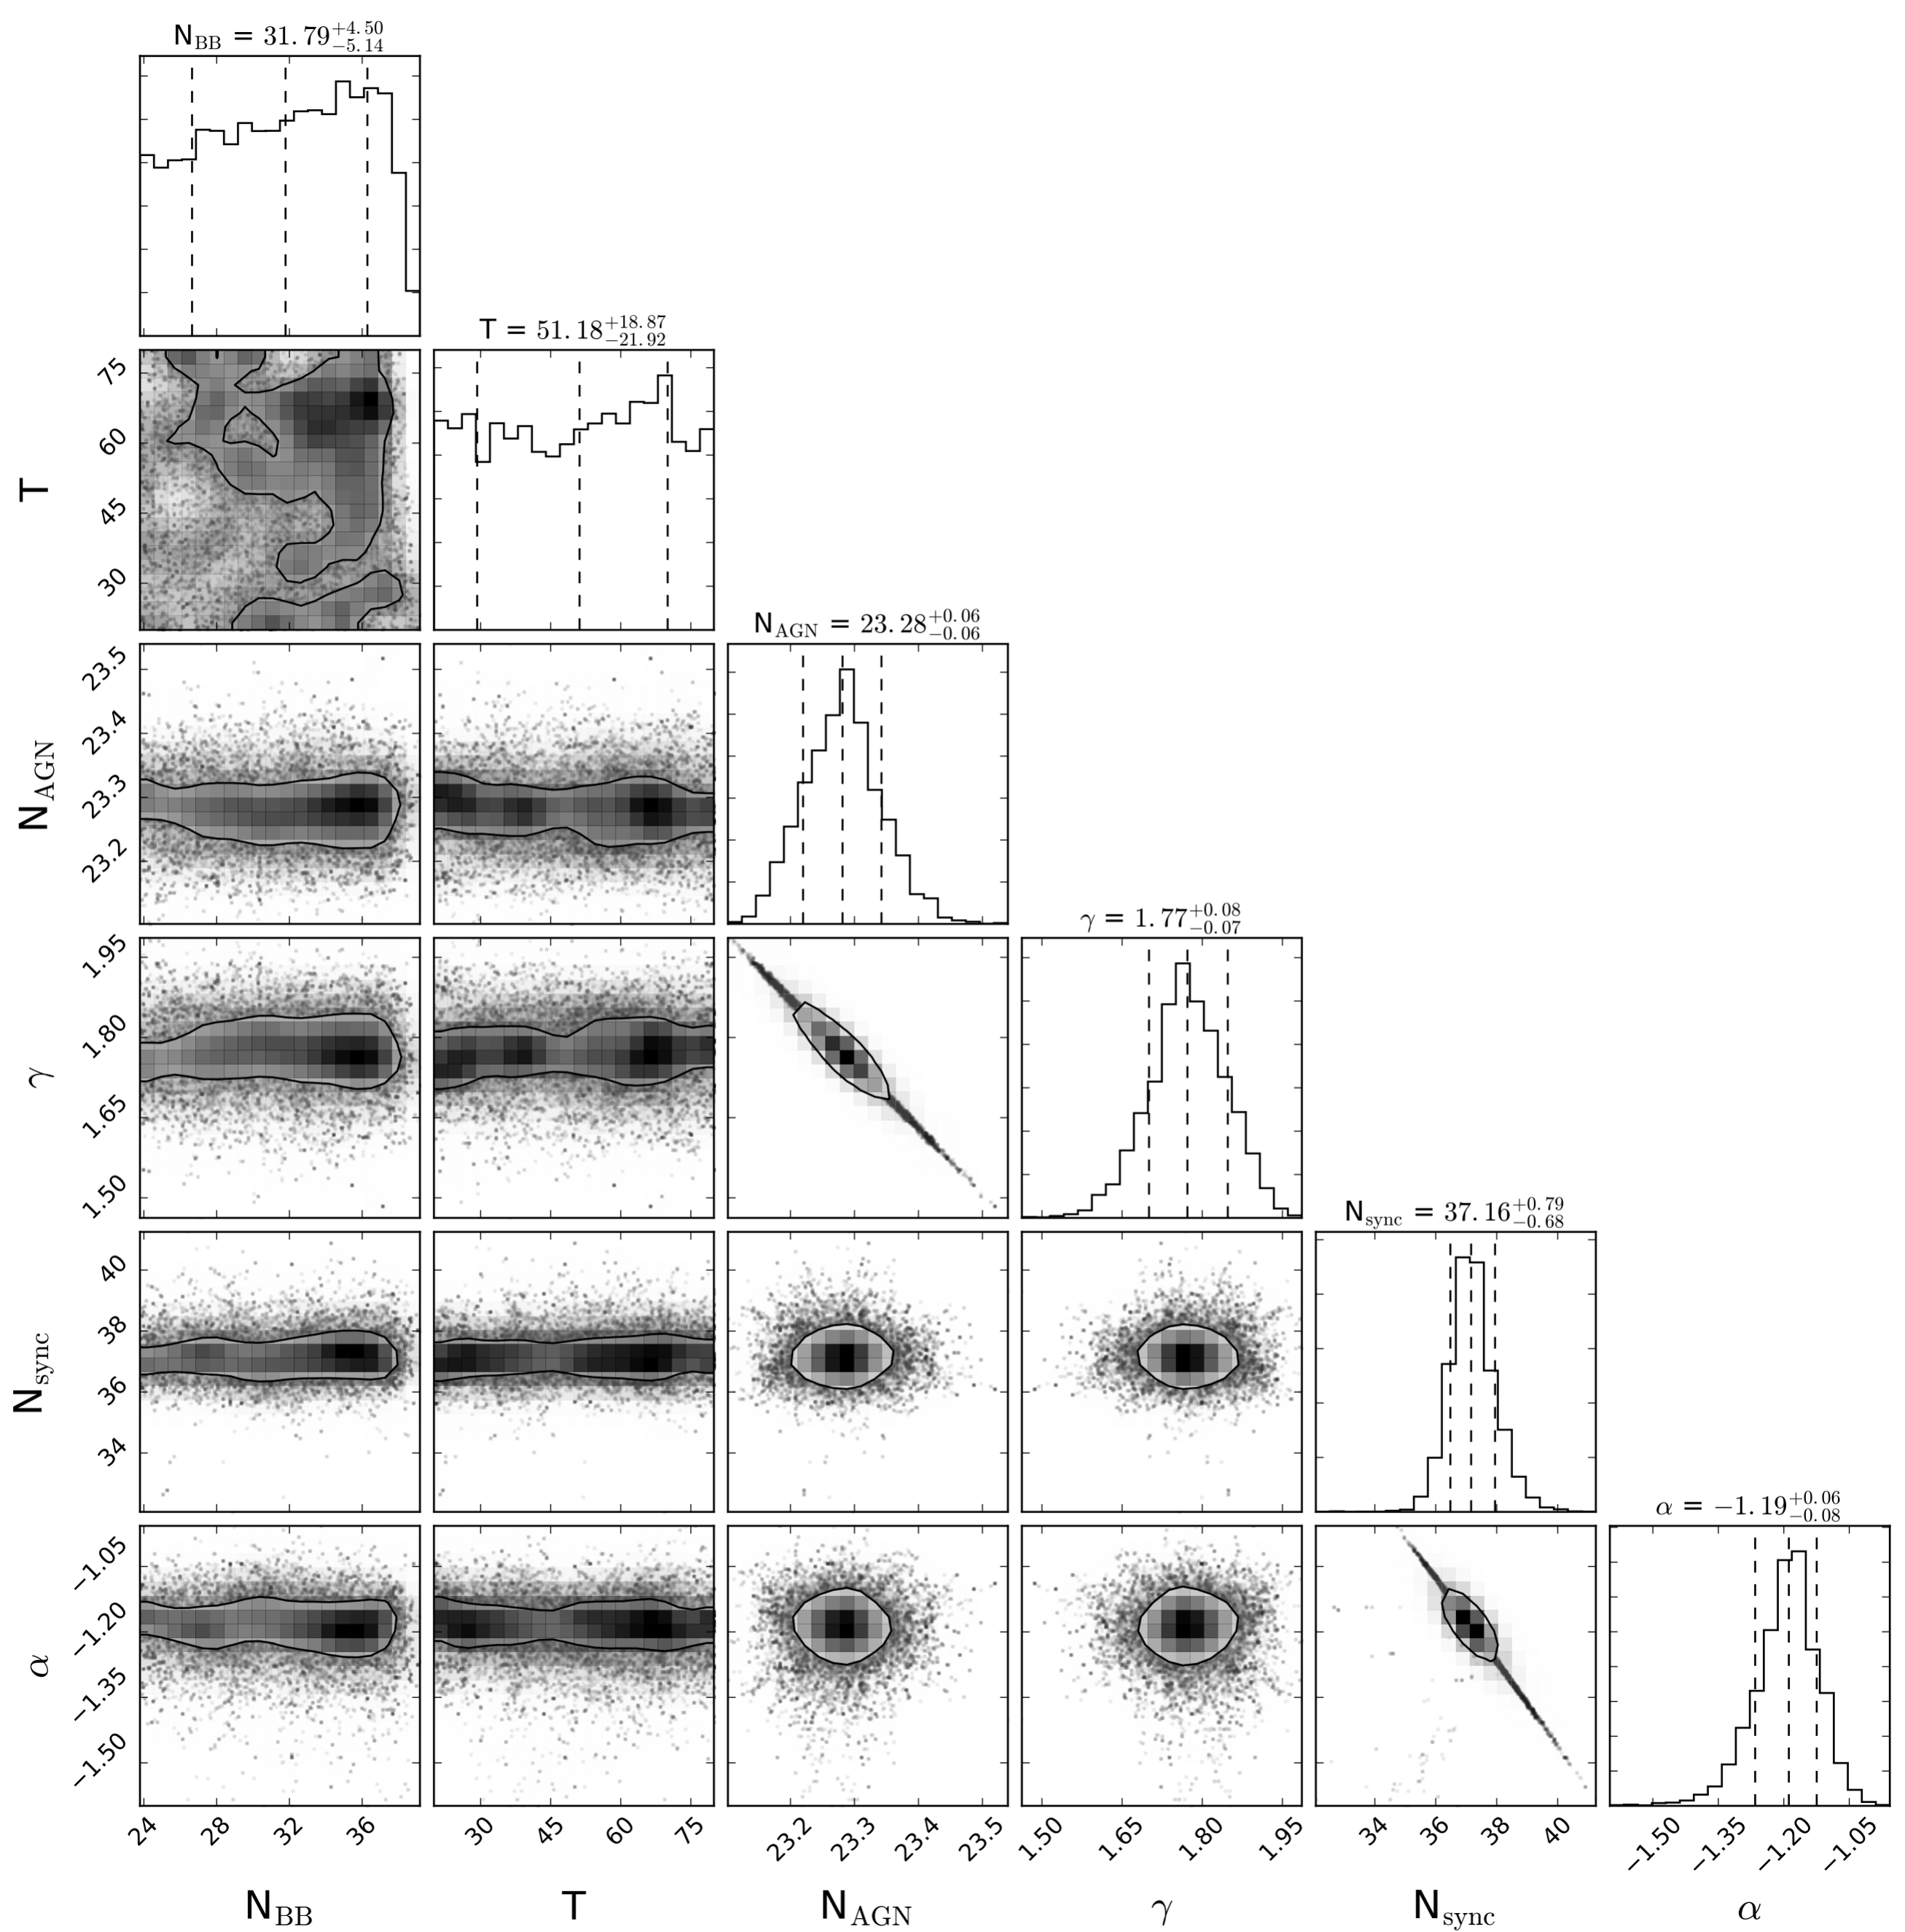 N_BB = 31.79 +4.50 −5.14
T = 51.18 +18.87 −21.92
75
60
45
30
T
N_AGN = 23.28 +0.06 −0.06
23.5
23.4
23.3
23.2
N_AGN
γ = 1.77 +0.08 −0.07
1.95
1.80
1.65
1.50
γ
N_sync = 37.16 +0.79 −0.68
40
38
36
34
N_sync
α = −1.19 +0.06 −0.08
−1.05
−1.20
−1.35
−1.50
α
24 28 32 36 30 45 60 75 23.2 23.3 23.4 23.5 1.50 1.65 1.80 1.95 34 36 38 40 −1.50 −1.35 −1.20 −1.05
N_BB T N_AGN γ N_sync α